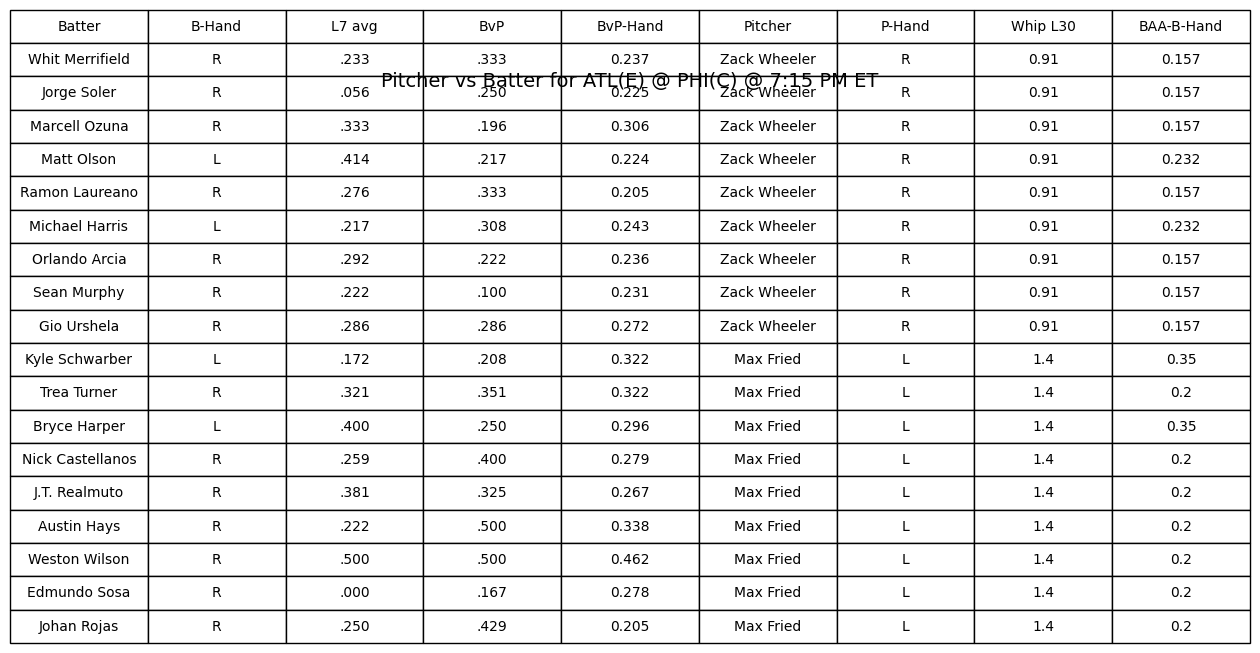 Batter B-Hand L7 avg BvP BvP-Hand Pitcher P-Hand Whip L30 BAA-B-Hand
Whit Merrifield R .233 .333 0.237 Zack Wheeler R 0.91 0.157
Pitcher vs Batter for ATL(E) @ PHI(C) @ 7:15 PM ET
Jorge Soler R .056 .250 0.225 Zack Wheeler R 0.91 0.157
Marcell Ozuna R .333 .196 0.306 Zack Wheeler R 0.91 0.157
Matt Olson L .414 .217 0.224 Zack Wheeler R 0.91 0.232
Ramon Laureano R .276 .333 0.205 Zack Wheeler R 0.91 0.157
Michael Harris L .217 .308 0.243 Zack Wheeler R 0.91 0.232
Orlando Arcia R .292 .222 0.236 Zack Wheeler R 0.91 0.157
Sean Murphy R .222 .100 0.231 Zack Wheeler R 0.91 0.157
Gio Urshela R .286 .286 0.272 Zack Wheeler R 0.91 0.157
Kyle Schwarber L .172 .208 0.322 Max Fried L 1.4 0.35
Trea Turner R .321 .351 0.322 Max Fried L 1.4 0.2
Bryce Harper L .400 .250 0.296 Max Fried L 1.4 0.35
Nick Castellanos R .259 .400 0.279 Max Fried L 1.4 0.2
J.T. Realmuto R .381 .325 0.267 Max Fried L 1.4 0.2
Austin Hays R .222 .500 0.338 Max Fried L 1.4 0.2
Weston Wilson R .500 .500 0.462 Max Fried L 1.4 0.2
Edmundo Sosa R .000 .167 0.278 Max Fried L 1.4 0.2
Johan Rojas R .250 .429 0.205 Max Fried L 1.4 0.2